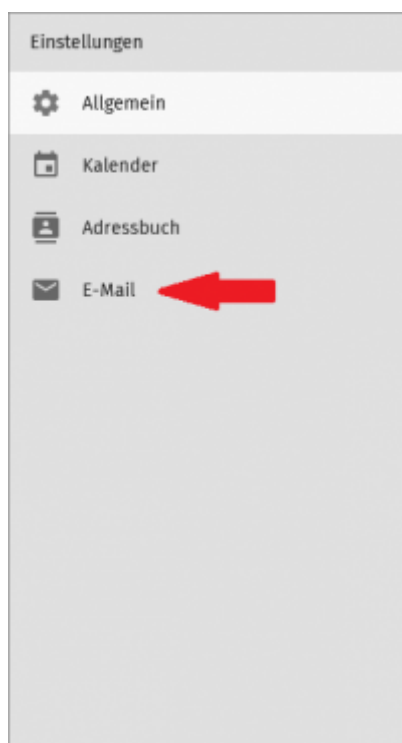 Einstellungen
Allgemein
Kalender
Adressbuch
E-Mail